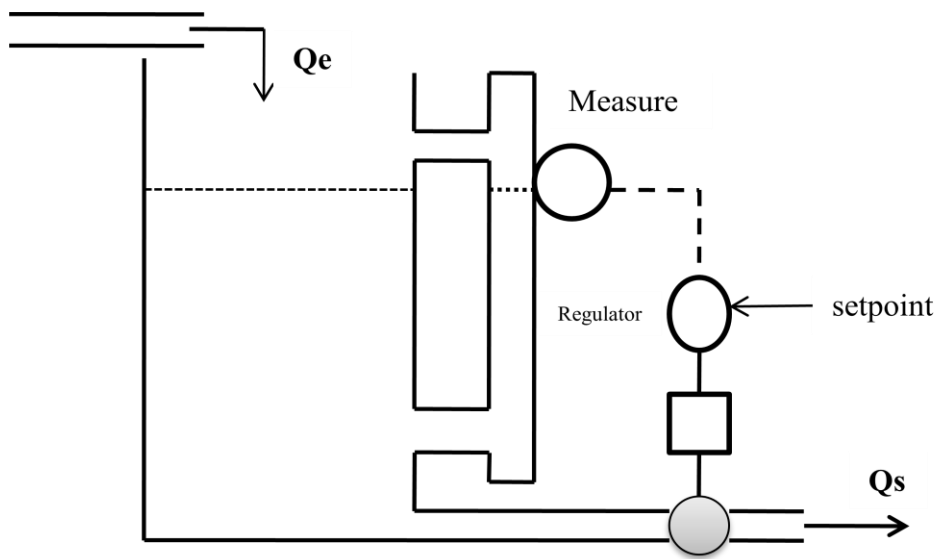 Qe
Measure
Regulator
setpoint
Qs